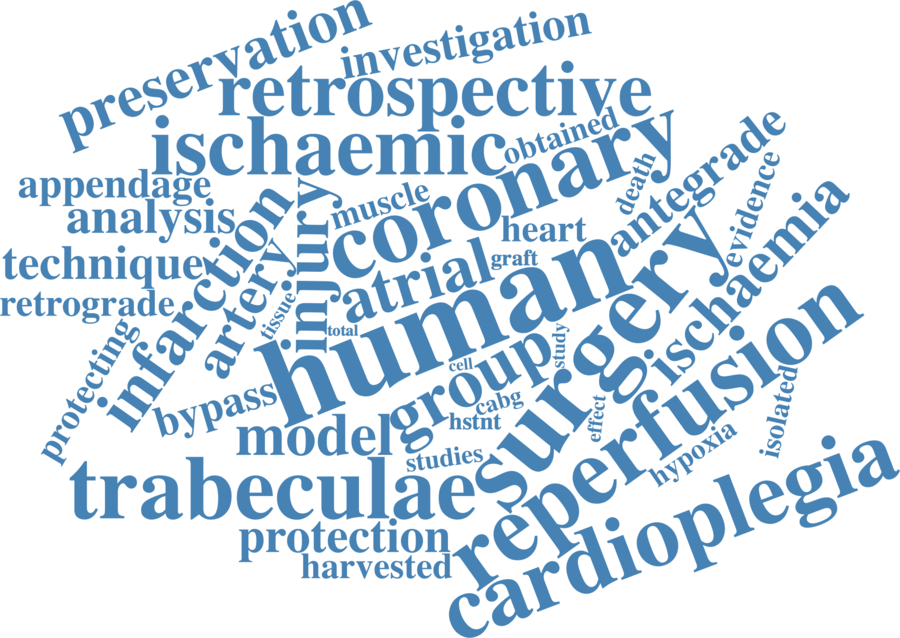 preservation
investigation
retrospective
ischaemic
obtained
coronary
appendage
analysis
muscle
death
antegrade
evidence
injury
infarction
heart
technique
artery
atrial
graft
retrograde
tissue
total
human
surgery
ischaemia
protecting
bypass
group
study
cell
cabg
hstnt
model
effect
reperfusion
isolated
studies
hypoxia
trabeculae
protection
harvested
cardioplegia